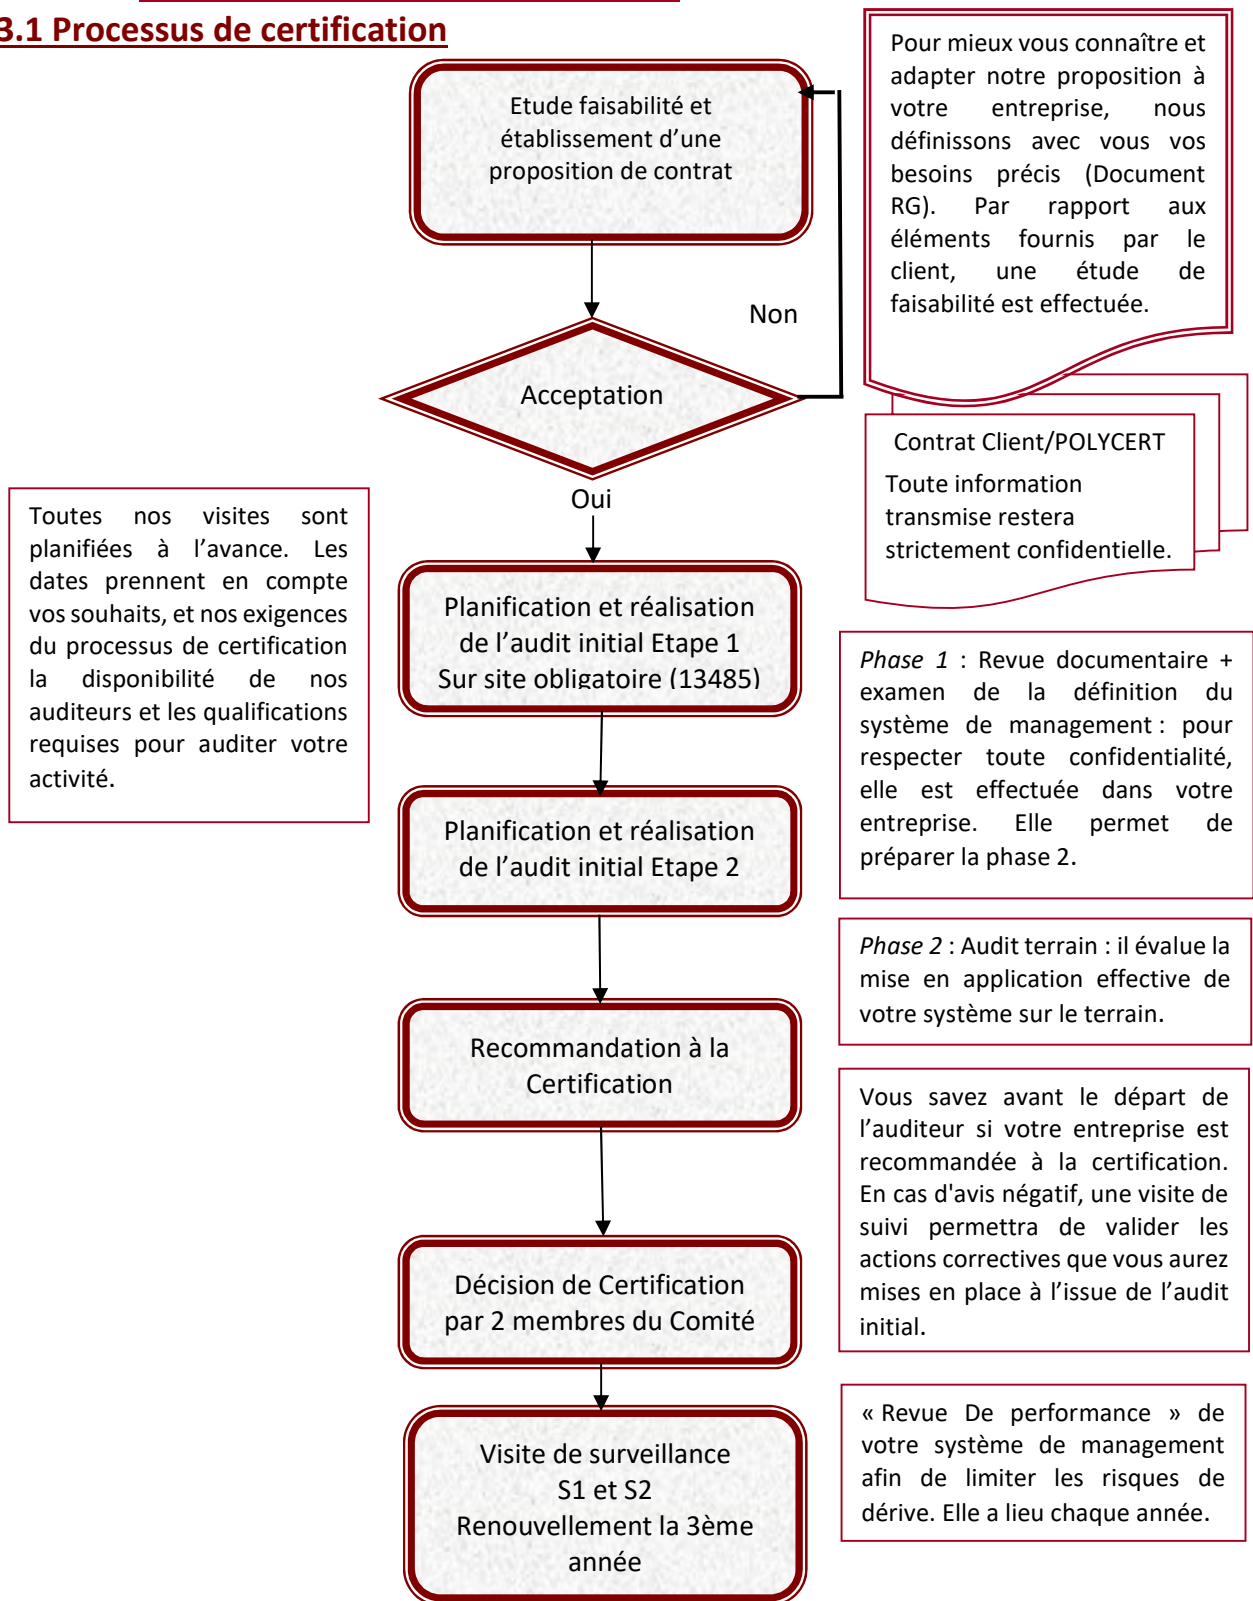 3.1 Processus de certification
Etude faisabilité et
établissement d’une
proposition de contrat
Pour mieux vous connaître et
adapter notre proposition à
votre entreprise, nous
définissons avec vous vos
besoins précis (Document
RG). Par rapport aux
éléments fournis par le
client, une étude de
faisabilité est effectuée.
Non
Acceptation
Contrat Client/POLYCERT
Toute information
transmise restera
strictement confidentielle.
Oui
Toutes nos visites sont
planifiées à l’avance. Les
dates prennent en compte
vos souhaits, et nos exigences
du processus de certification
la disponibilité de nos
auditeurs et les qualifications
requises pour auditer votre
activité.
Planification et réalisation
de l’audit initial Etape 1
Sur site obligatoire (13485)
Phase 1 : Revue documentaire +
examen de la définition du
système de management : pour
respecter toute confidentialité,
elle est effectuée dans votre
entreprise. Elle permet de
préparer la phase 2.
Planification et réalisation
de l’audit initial Etape 2
Phase 2 : Audit terrain : il évalue la
mise en application effective de
votre système sur le terrain.
Recommandation à la
Certification
Vous savez avant le départ de
l’auditeur si votre entreprise est
recommandée à la certification.
En cas d'avis négatif, une visite de
suivi permettra de valider les
actions correctives que vous aurez
mises en place à l’issue de l’audit
initial.
Décision de Certification
par 2 membres du Comité
Visite de surveillance
S1 et S2
Renouvellement la 3ème
année
« Revue De performance » de
votre système de management
afin de limiter les risques de
dérive. Elle a lieu chaque année.